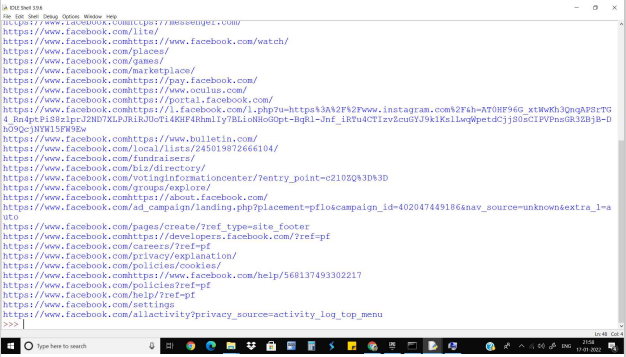 IDLE Shell 3.9.6
File Edit Shell Debug Options Window Help
https://www.facebook.comhttps://messenger.com/
https://www.facebook.com/lite/
https://www.facebook.comhttps://www.facebook.com/watch/
https://www.facebook.com/places/
https://www.facebook.com/games/
https://www.facebook.com/marketplace/
https://www.facebook.comhttps://pay.facebook.com/
https://www.facebook.comhttps://www.oculus.com/
https://www.facebook.comhttps://portal.facebook.com/
https://www.facebook.comhttps://l.facebook.com/l.php?u=https%3A%2F%2Fwww.instagram.com%2F&h=AT0HF96G_xtWwKh3QnqAPSrTG
4_Rn4ptPiS8zlprJ2ND7XLPJRiRJUoTi4KHF4RhmlIy7BLioNHoGOpt-BqRl-Jnf_iRTu4CTIzvZcuGYJ9k1KslLwqWpetdCjjS0sCIPVPnsGR3ZBjB-D
hO9QcjNYW15FW9Ew
https://www.facebook.comhttps://www.bulletin.com/
https://www.facebook.com/local/lists/245019872666104/
https://www.facebook.com/fundraisers/
https://www.facebook.com/biz/directory/
https://www.facebook.com/votinginformationcenter/?entry_point=c2l0ZQ%3D%3D
https://www.facebook.com/groups/explore/
https://www.facebook.comhttps://about.facebook.com/
https://www.facebook.com/ad_campaign/landing.php?placement=pflo&campaign_id=402047449186&nav_source=unknown&extra_1=a
uto
https://www.facebook.com/pages/create/?ref_type=site_footer
https://www.facebook.comhttps://developers.facebook.com/?ref=pf
https://www.facebook.com/careers/?ref=pf
https://www.facebook.com/privacy/explanation/
https://www.facebook.com/policies/cookies/
https://www.facebook.comhttps://www.facebook.com/help/568137493302217
https://www.facebook.com/policies?ref=pf
https://www.facebook.com/help/?ref=pf
https://www.facebook.com/settings
https://www.facebook.com/allactivity?privacy_source=activity_log_top_menu
>>>
Ln: 48 Col: 4
Type here to search
ENG
21:58
17-01-2022